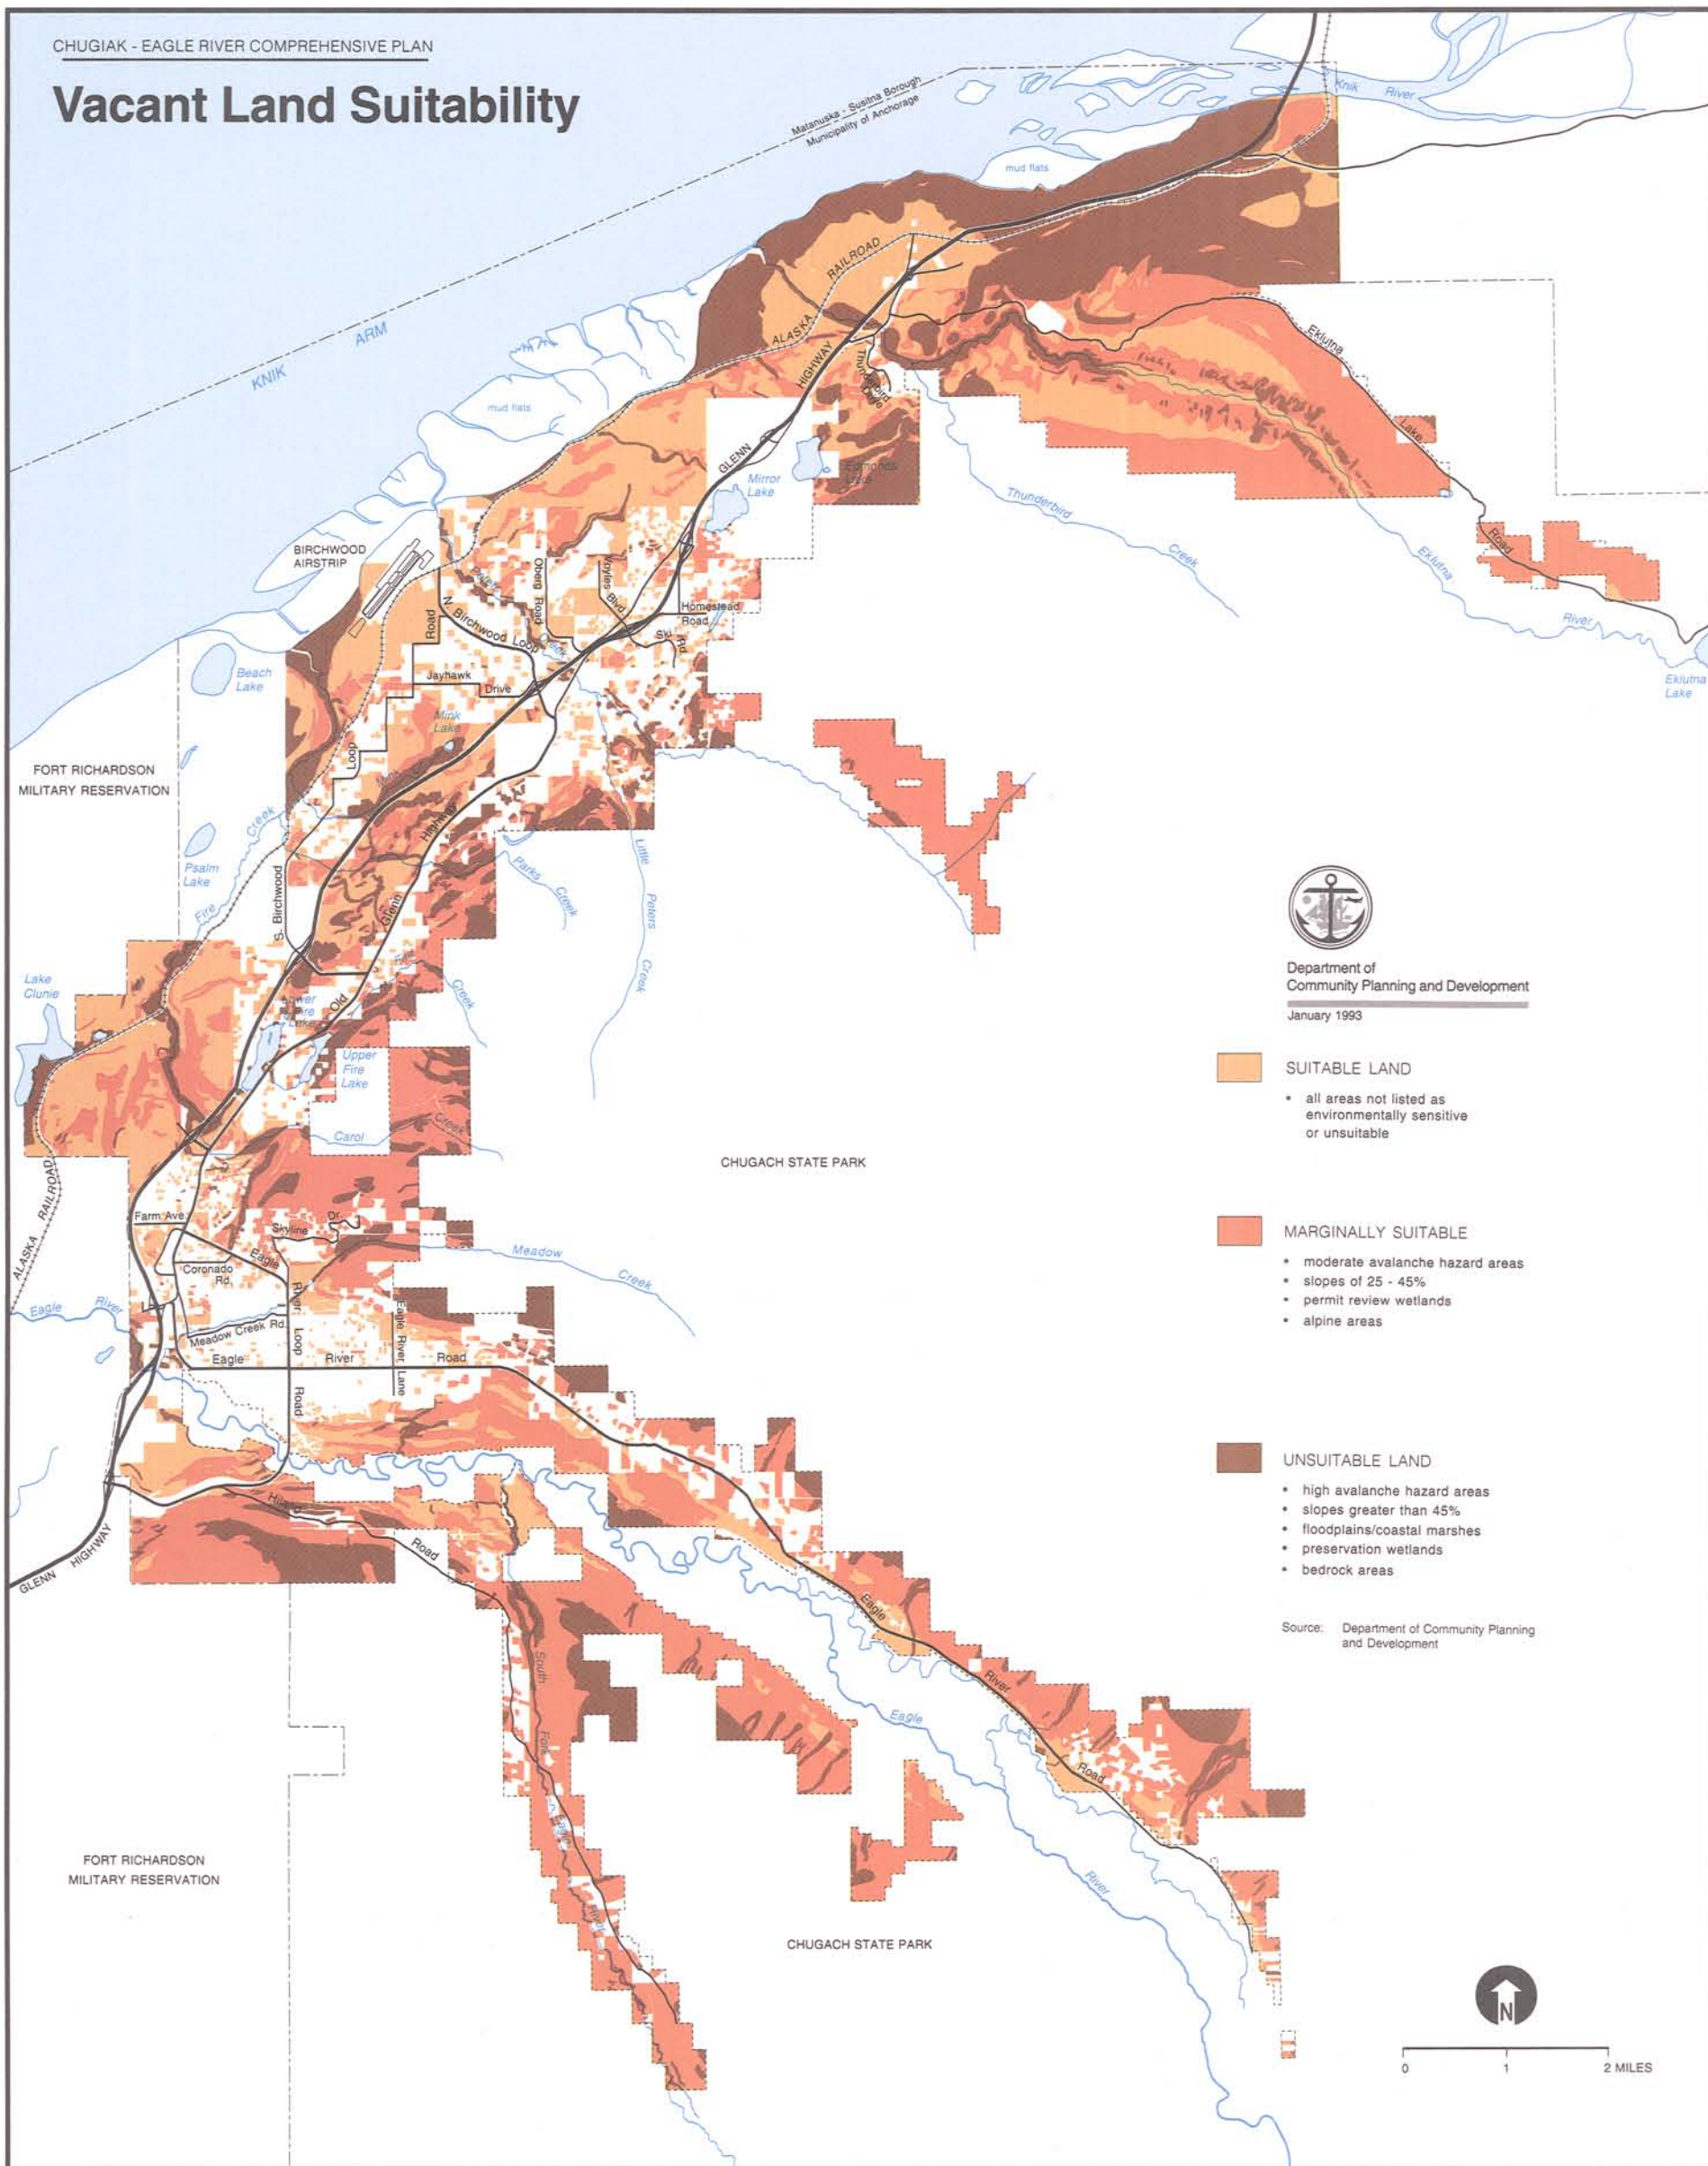 CHUGIAK - EAGLE RIVER COMPREHENSIVE PLAN
Vacant Land Suitability
Matanuska - Susitna Borough
Municipality of Anchorage
Knik River
mud flats
RAILROAD
ALASKA
KNIK ARM
HIGHWAY
GLENN
Thunderbird
Eklutna
Lake
Road
mud flats
Mirror
Lake
Edmonds
Lake
Thunderbird
Creek
Eklutna
River
Eklutna
Lake
BIRCHWOOD
AIRSTRIP
Peters
Creek
Oberg Road
Voyles Blvd.
Homestead
Road
Ski Rd.
Road
N. Birchwood Loop
Beach
Lake
Jayhawk
Drive
Mink
Lake
Loop
FORT RICHARDSON
MILITARY RESERVATION
Psalm
Lake
Fire Creek
S. Birchwood
Old Glenn Highway
Parks
Creek
Little Peters Creek
Lake
Clunie
Lower
Fire
Lake
Creek
Upper
Fire
Lake
Carol
Creek
CHUGACH STATE PARK
Department of
Community Planning and Development
January 1993
SUITABLE LAND
• all areas not listed as
environmentally sensitive
or unsuitable
MARGINALLY SUITABLE
• moderate avalanche hazard areas
• slopes of 25 - 45%
• permit review wetlands
• alpine areas
UNSUITABLE LAND
• high avalanche hazard areas
• slopes greater than 45%
• floodplains/coastal marshes
• preservation wetlands
• bedrock areas
Source: Department of Community Planning
and Development
ALASKA RAILROAD
Farm Ave.
Skyline Dr.
Eagle River Loop Road
Coronado
Rd.
Meadow
Creek
Eagle River
Meadow Creek Rd.
Eagle River Lane
Eagle River Road
Hiland
Road
GLENN HIGHWAY
South Fork Eagle River
Eagle
River
Road
Eagle
River
FORT RICHARDSON
MILITARY RESERVATION
CHUGACH STATE PARK
N
0 1 2 MILES